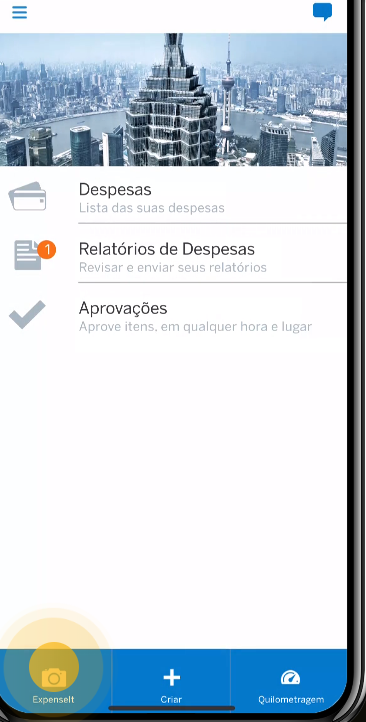 Despesas
Lista das suas despesas
1
Relatórios de Despesas
Revisar e enviar seus relatórios
Aprovações
Aprove itens, em qualquer hora e lugar
ExpenseIt
Criar
Quilometragem